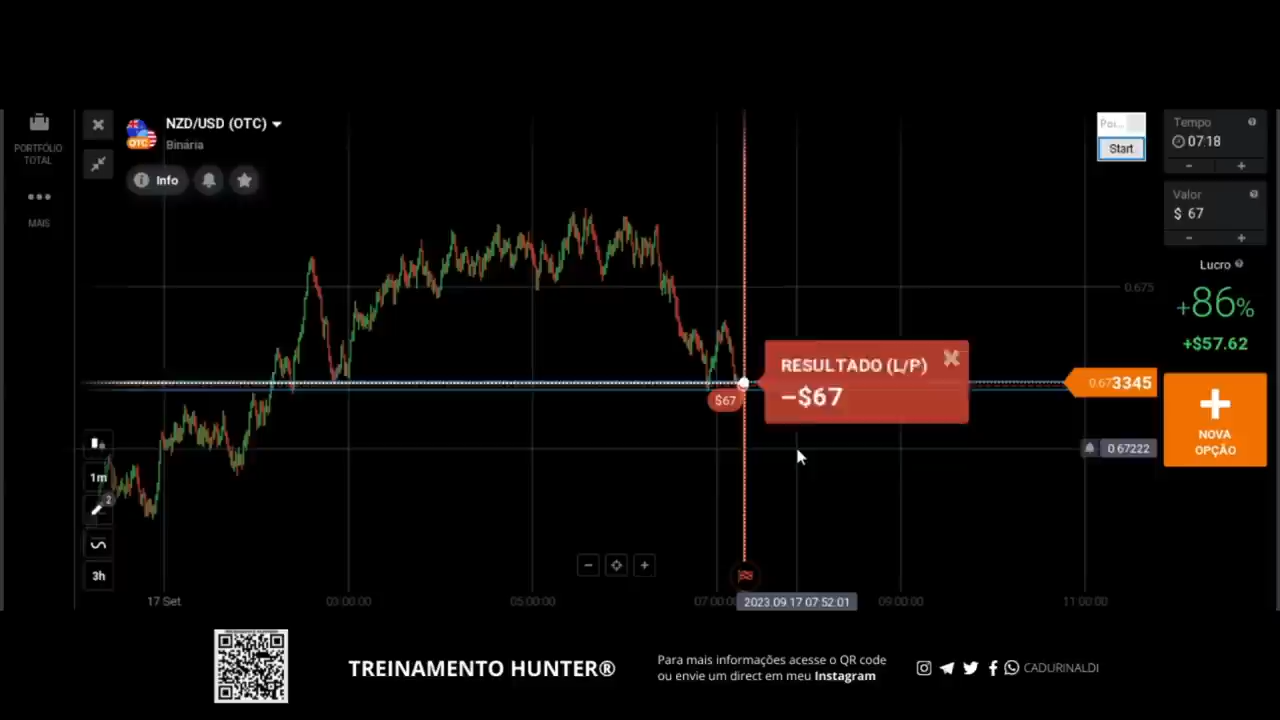 PORTFÓLIO
TOTAL
MAIS
NZD/USD (OTC)
OTC
Binária
Info
Start
Tempo
07:18
Valor
$ 67
Lucro
+86%
+$57.62
NOVA
OPÇÃO
0.675
RESULTADO (L/P)
–$67
$67
0.673345
0.67222
1m
2
3h
17 Set
03:00:00
05:00:00
07:00:00
2023.09.17 07:52:01
09:00:00
11:00:00
TREINAMENTO HUNTER®
Para mais informações acesse o QR code
ou envie um direct em meu Instagram
CADURINALDI